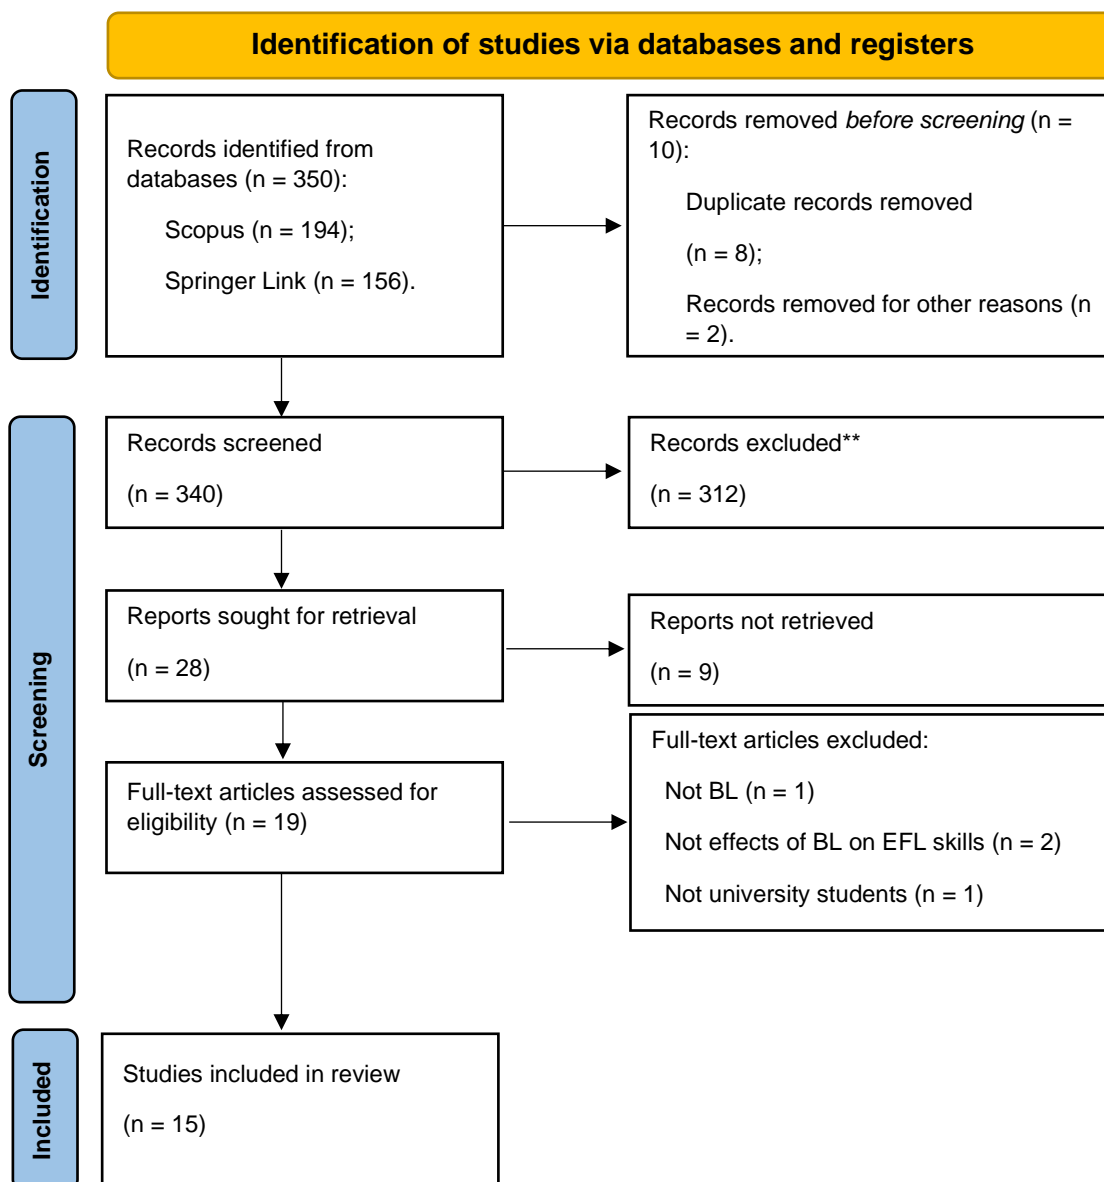 Identification of studies via databases and registers
Identification
Records identified from
databases (n = 350):
Scopus (n = 194);
Springer Link (n = 156).
Records removed before screening (n =
10):
Duplicate records removed
(n = 8);
Records removed for other reasons (n
= 2).
Screening
Records screened
(n = 340)
Records excluded**
(n = 312)
Reports sought for retrieval
(n = 28)
Reports not retrieved
(n = 9)
Full-text articles assessed for
eligibility (n = 19)
Full-text articles excluded:
Not BL (n = 1)
Not effects of BL on EFL skills (n = 2)
Not university students (n = 1)
Included
Studies included in review
(n = 15)